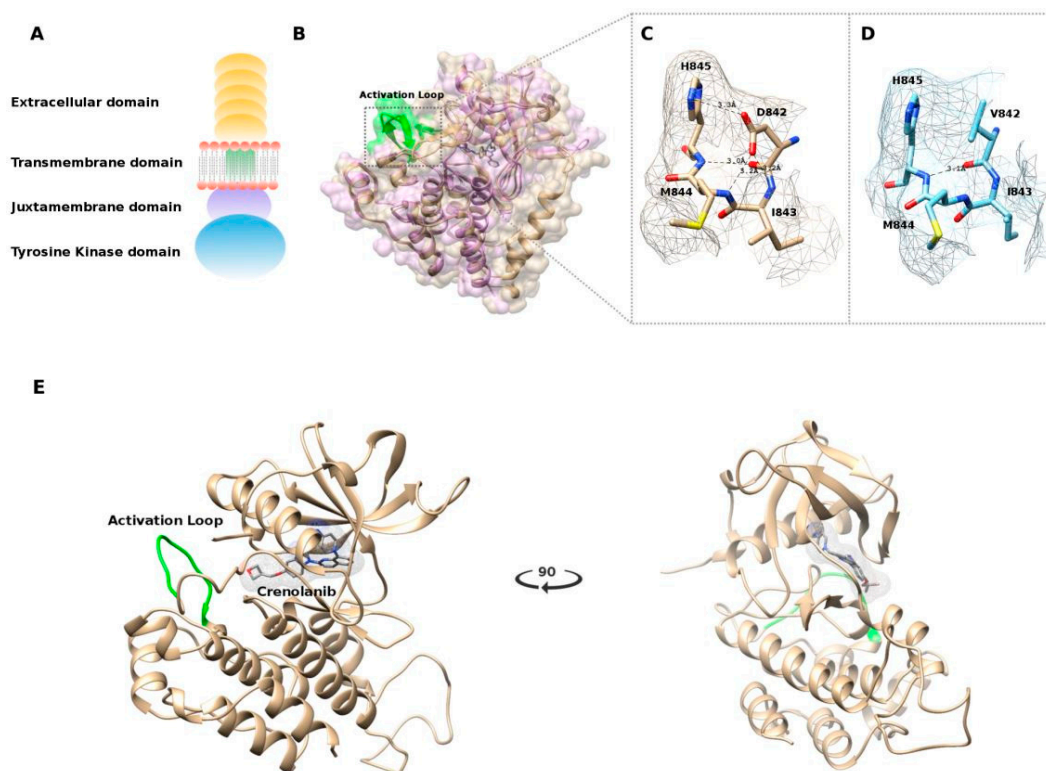 A
Extracellular domain
Transmembrane domain
Juxtamembrane domain
Tyrosine Kinase domain
B
Activation Loop
C
H845
3.3Å
D842
3.0Å
M844
I843
D
H845
V842
I843
M844
E
Activation Loop
Crenolanib
90